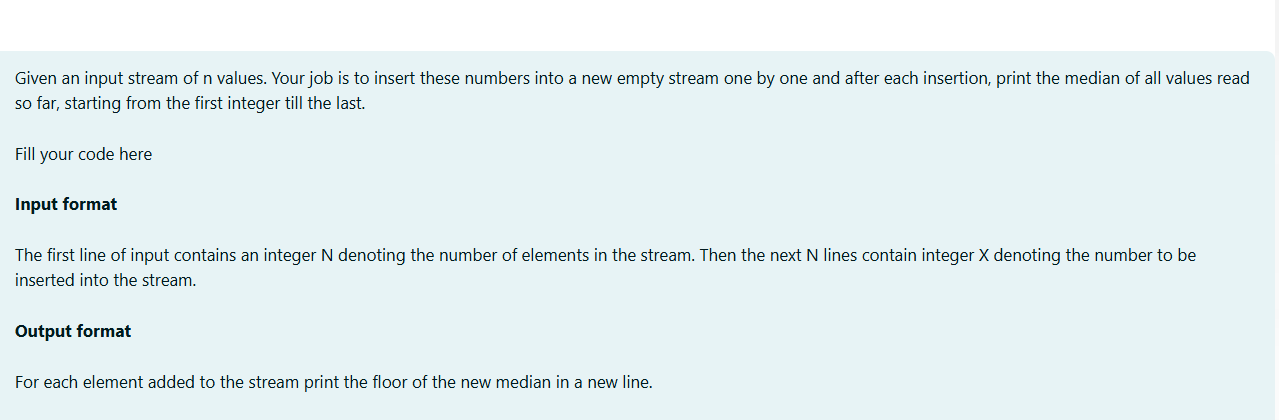 Given an input stream of n values. Your job is to insert these numbers into a new empty stream one by one and after each insertion, print the median of all values read
so far, starting from the first integer till the last.
Fill your code here
Input format
The first line of input contains an integer N denoting the number of elements in the stream. Then the next N lines contain integer X denoting the number to be
inserted into the stream.
Output format
For each element added to the stream print the floor of the new median in a new line.